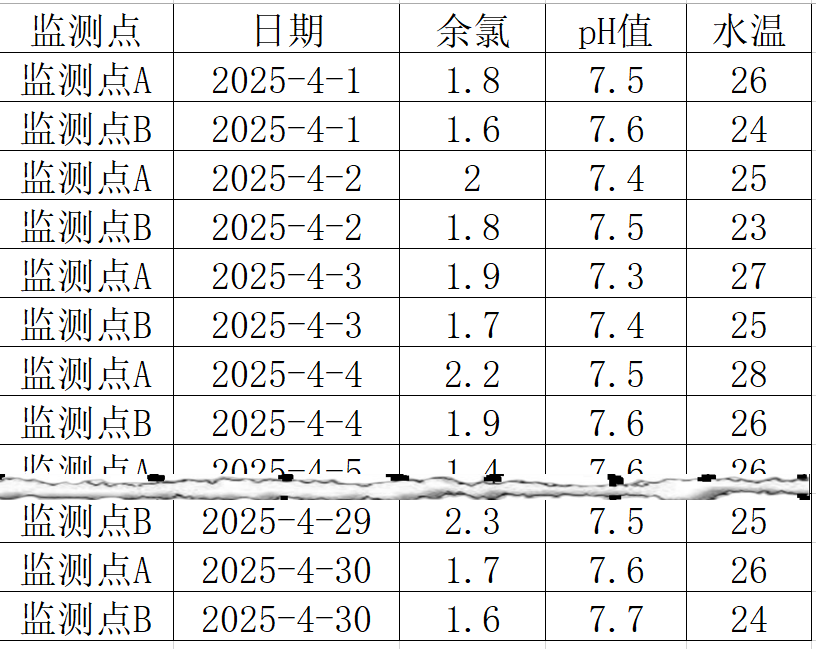 监测点 日期 余氯 pH值 水温
监测点A 2025-4-1 1.8 7.5 26
监测点B 2025-4-1 1.6 7.6 24
监测点A 2025-4-2 2 7.4 25
监测点B 2025-4-2 1.8 7.5 23
监测点A 2025-4-3 1.9 7.3 27
监测点B 2025-4-3 1.7 7.4 25
监测点A 2025-4-4 2.2 7.5 28
监测点B 2025-4-4 1.9 7.6 26
监测点A 2025-4-5 1.4 7.6 26
监测点B 2025-4-29 2.3 7.5 25
监测点A 2025-4-30 1.7 7.6 26
监测点B 2025-4-30 1.6 7.7 24